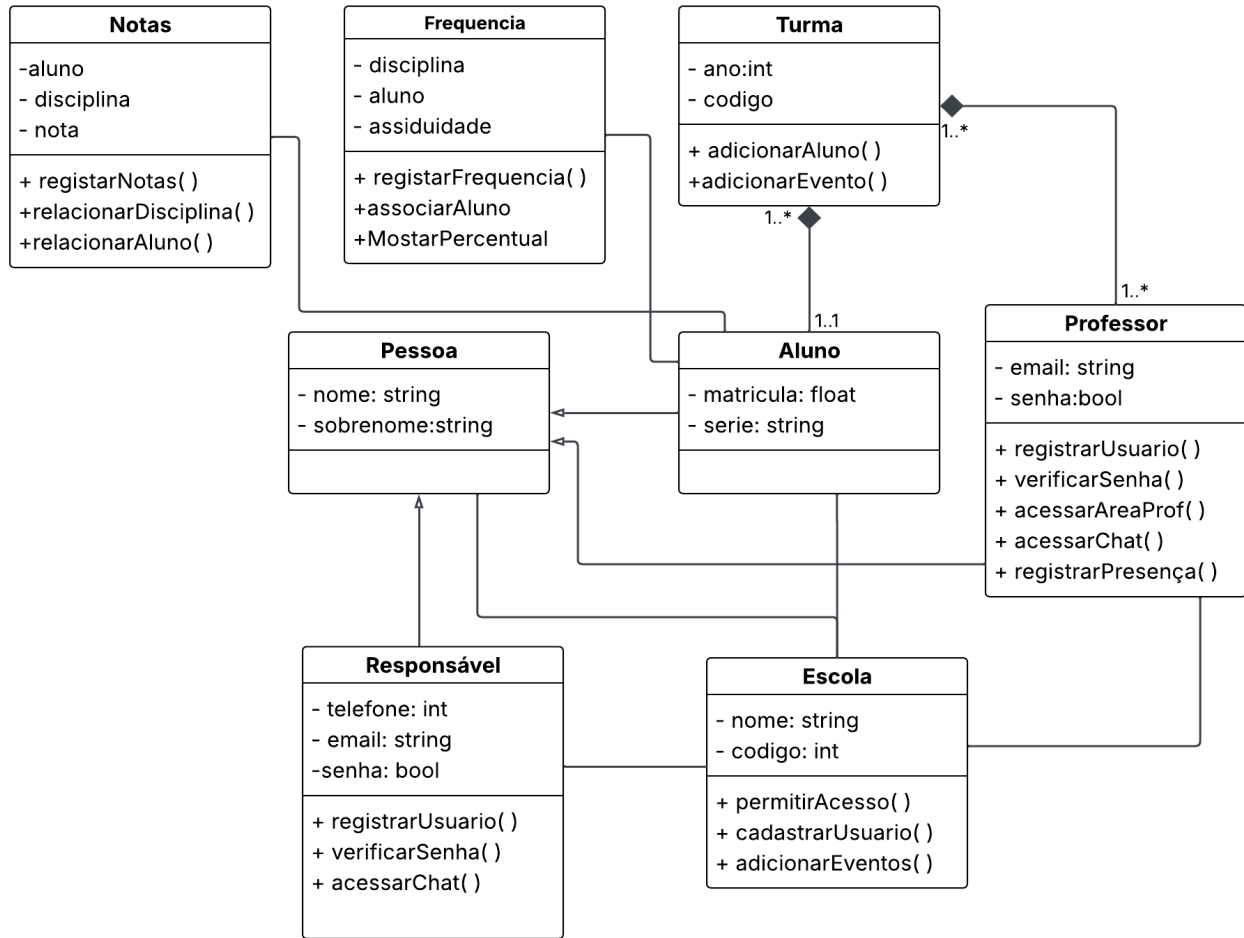 Notas
-aluno
- disciplina
- nota
+ registarNotas( )
+relacionarDisciplina( )
+relacionarAluno( )
Frequencia
- disciplina
- aluno
- assiduidade
+ registarFrequencia( )
+associarAluno
+MostarPercentual
Turma
- ano:int
- codigo
+ adicionarAluno( )
+adicionarEvento( )
1..*
1..*
1..*
1..1
Pessoa
- nome: string
- sobrenome:string
Aluno
- matricula: float
- serie: string
Professor
- email: string
- senha:bool
+ registrarUsuario( )
+ verificarSenha( )
+ acessarAreaProf( )
+ acessarChat( )
+ registrarPresença( )
Responsável
- telefone: int
- email: string
-senha: bool
+ registrarUsuario( )
+ verificarSenha( )
+ acessarChat( )
Escola
- nome: string
- codigo: int
+ permitirAcesso( )
+ cadastrarUsuario( )
+ adicionarEventos( )